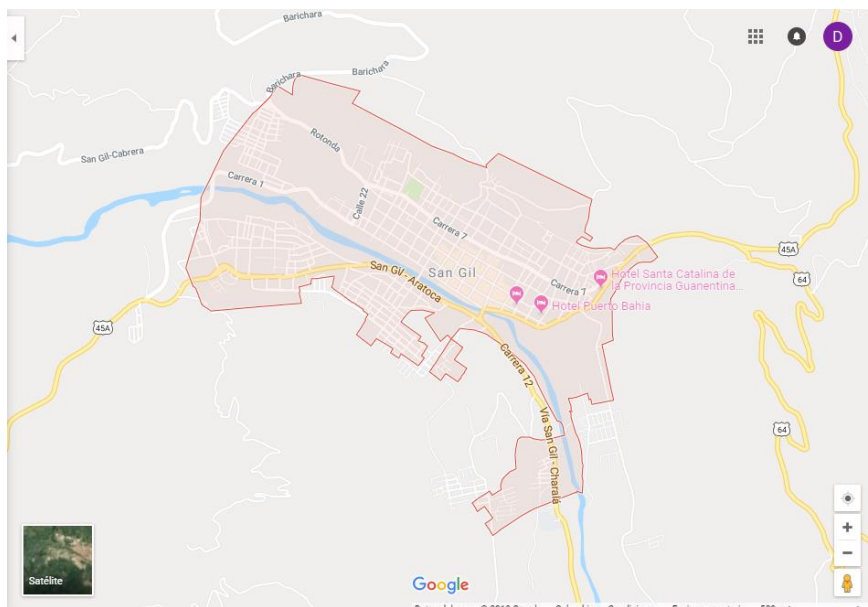 Barichara
D
Barichara
Barichara
San Gil-Cabrera
Rotonda
Carrera 1
Calle 22
Carrera 7
45A
San Gil - Aratoca
San Gil
Hotel Santa Catalina de
la Provincia Guanentina...
64
Carrera 7
Hotel Puerto Bahia
45A
Carrera 12
Vía San Gil - Charalá
64
Satélite
Google